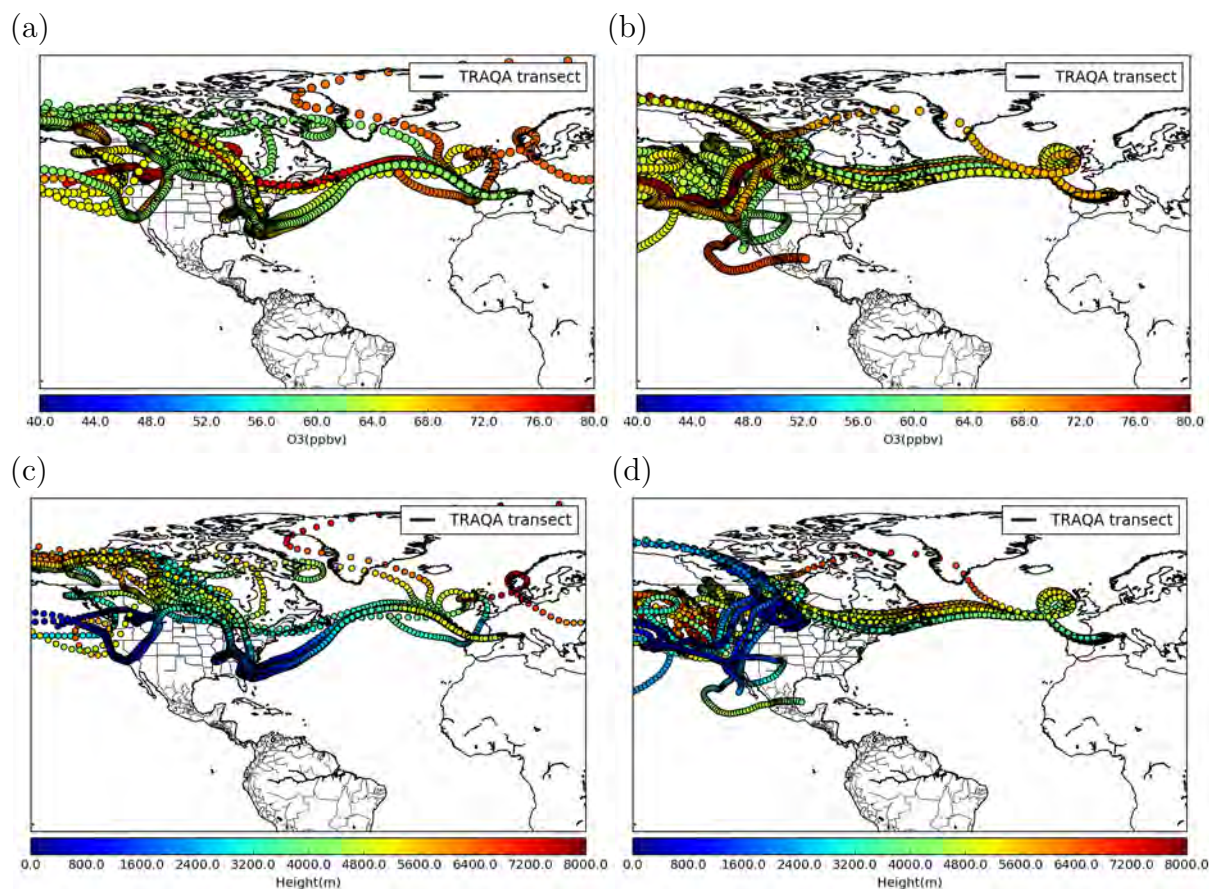 (a) (b)
TRAQA transect TRAQA transect
40.0 44.0 48.0 52.0 56.0 60.0 64.0 68.0 72.0 76.0 80.0 40.0 44.0 48.0 52.0 56.0 60.0 64.0 68.0 72.0 76.0 80.0
O3(ppbv) O3(ppbv)
(c) (d)
TRAQA transect TRAQA transect
0.0 800.0 1600.0 2400.0 3200.0 4000.0 4800.0 5600.0 6400.0 7200.0 8000.0 0.0 800.0 1600.0 2400.0 3200.0 4000.0 4800.0 5600.0 6400.0 7200.0 8000.0
Height(m) Height(m)